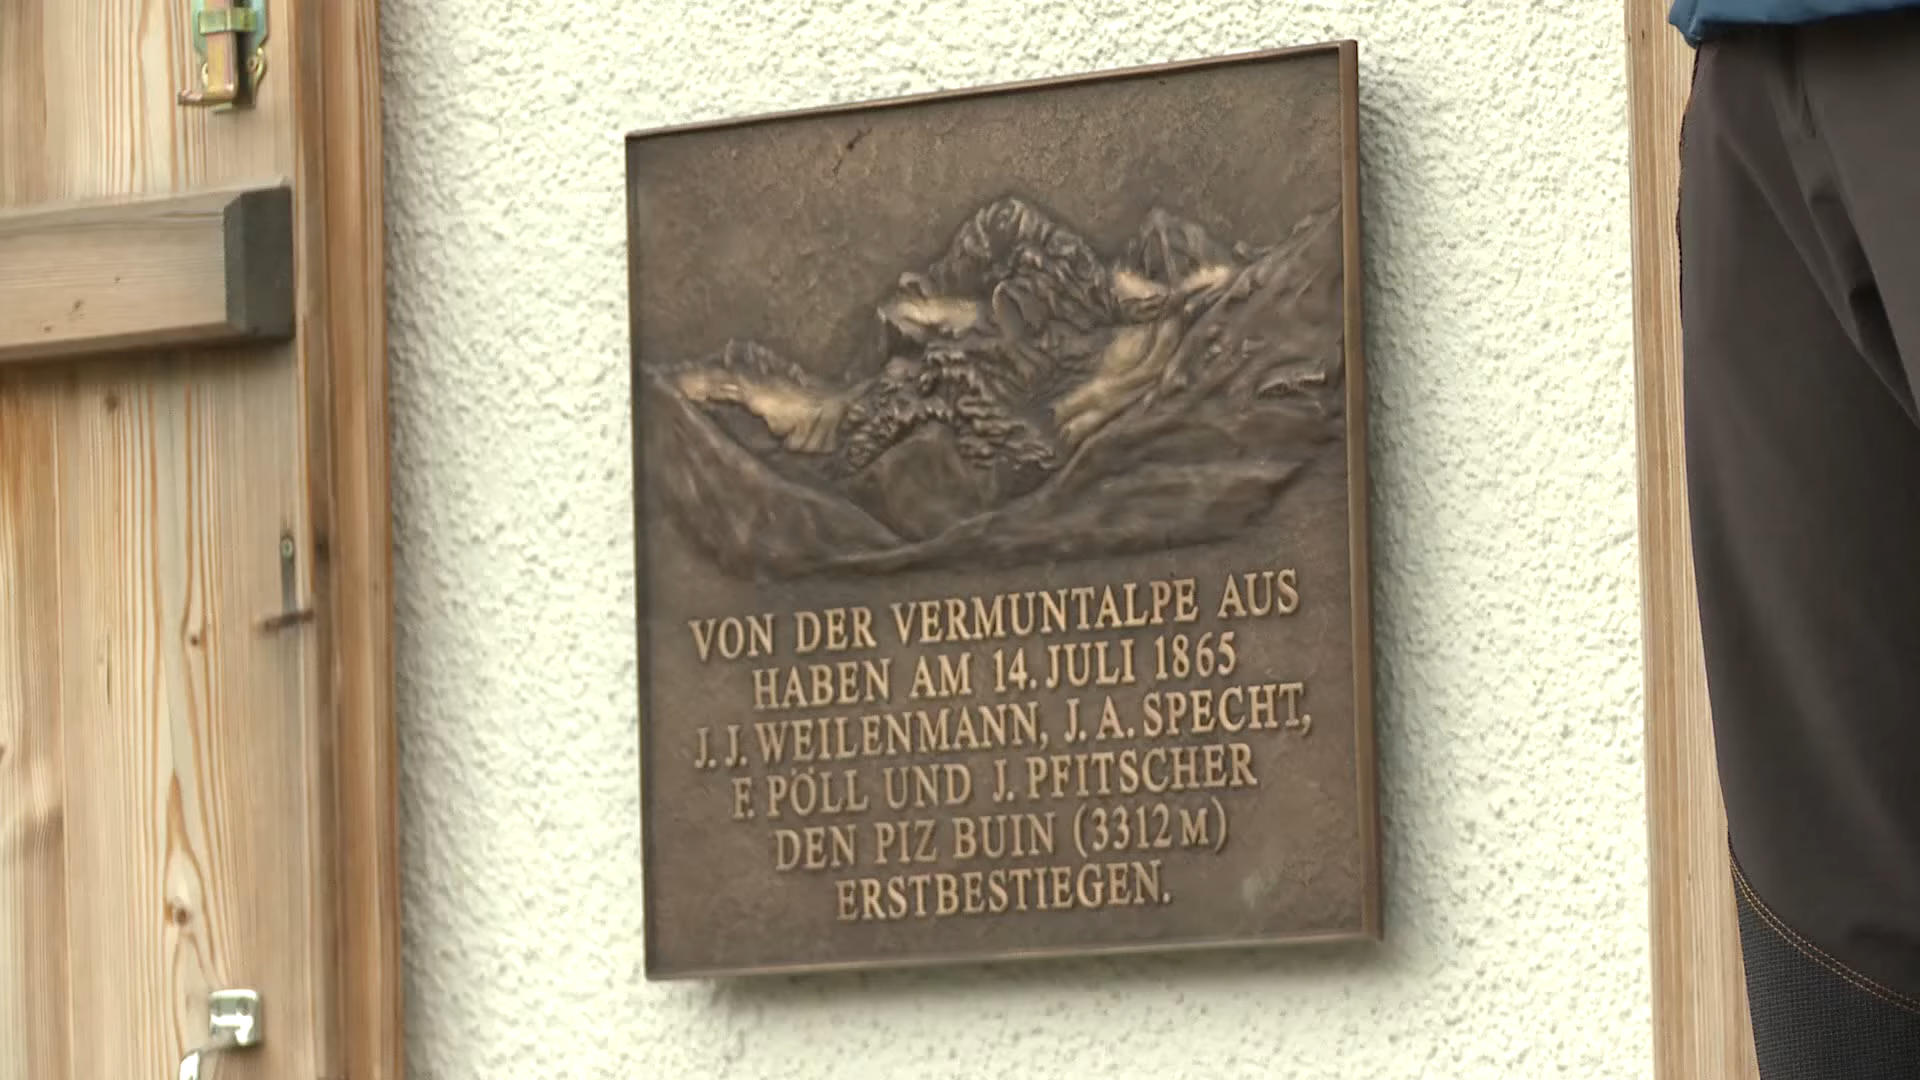 VON DER VERMUNTALPE AUS
HABEN AM 14. JULI 1865
J. J. WEILENMANN, J. A. SPECHT,
F. PÖLL UND J. PFITSCHER
DEN PIZ BUIN (3312 M)
ERSTBESTIEGEN.